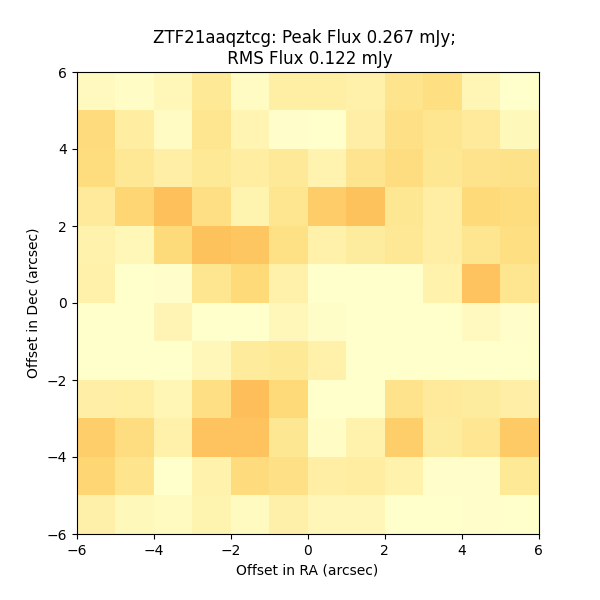 ZTF21aaqztcg: Peak Flux 0.267 mJy;
RMS Flux 0.122 mJy
6
4
2
0
−2
−4
−6
Offset in Dec (arcsec)
−6 −4 −2 0 2 4 6
Offset in RA (arcsec)